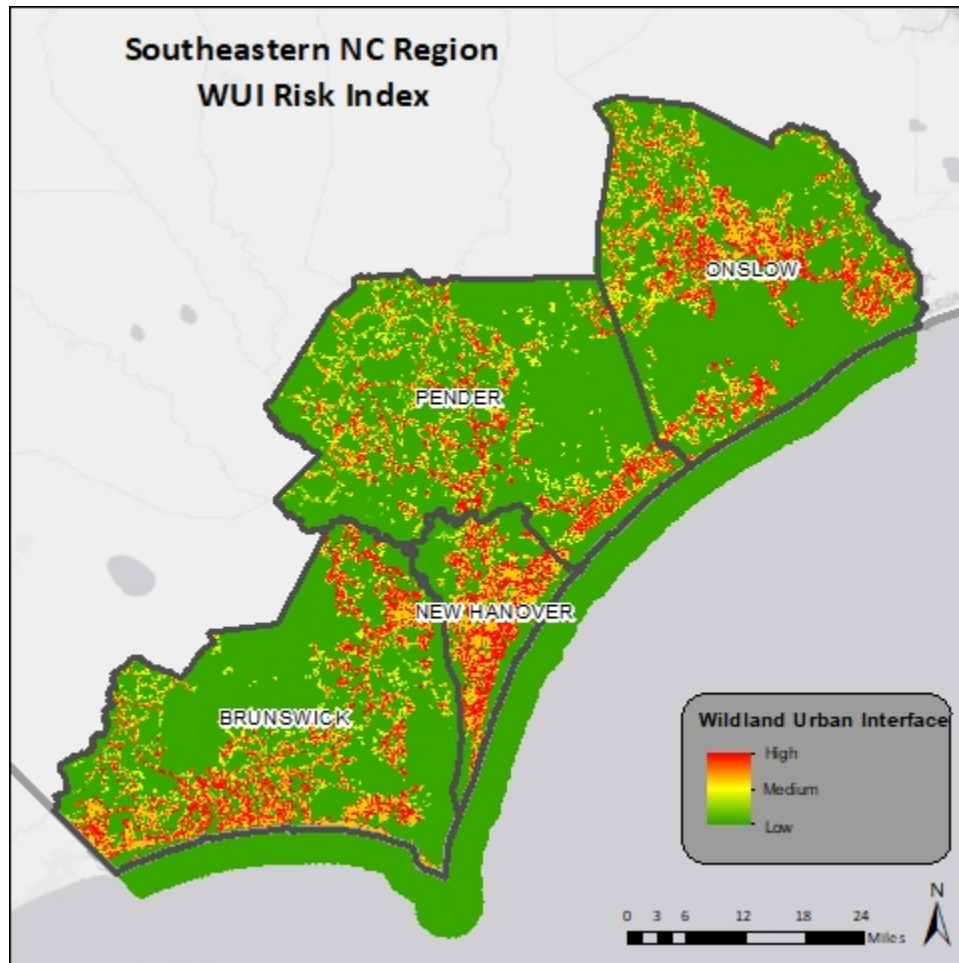 Southeastern NC Region
WUI Risk Index
ONSLOW
PENDER
NEW HANOVER
BRUNSWICK
Wildland Urban Interface
High
Medium
Low
N
0 3 6 12 18 24
Miles